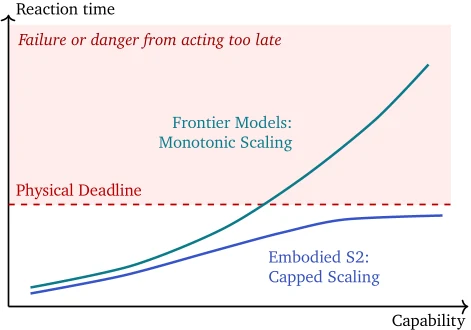 Reaction time
Failure or danger from acting too late
Frontier Models:
Monotonic Scaling
Physical Deadline
Embodied S2:
Capped Scaling
Capability